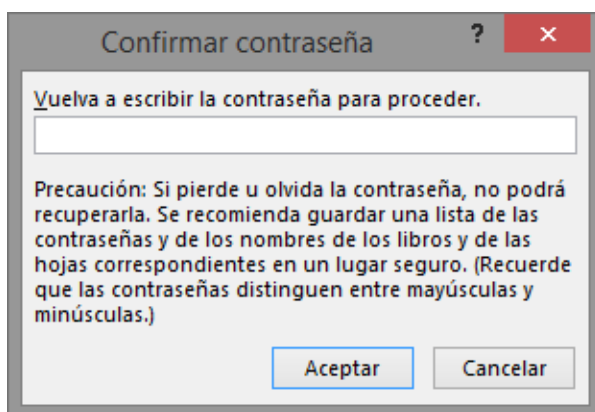 Confirmar contraseña ?
Vuelva a escribir la contraseña para proceder.
Precaución: Si pierde u olvida la contraseña, no podrá
recuperarla. Se recomienda guardar una lista de las
contraseñas y de los nombres de los libros y de las
hojas correspondientes en un lugar seguro. (Recuerde
que las contraseñas distinguen entre mayúsculas y
minúsculas.)
Aceptar Cancelar